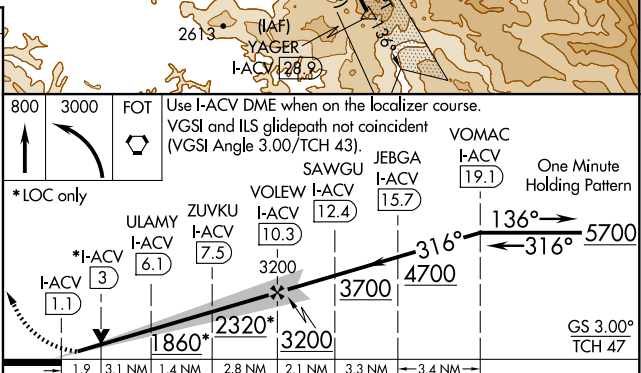 2613
(IAF)
YAGER
I-ACV 28.9
136°
800
3000
FOT
Use I-ACV DME when on the localizer course.
VGSI and ILS glidepath not coincident
(VGSI Angle 3.00/TCH 43).
*LOC only
VOMAC
I-ACV
19.1
JEBGA
I-ACV
15.7
SAWGU
I-ACV
12.4
VOLEW
I-ACV
10.3
ZUVKU
I-ACV
7.5
ULAMY
I-ACV
6.1
*I-ACV
3
I-ACV
1.1
One Minute
Holding Pattern
136°
316°
5700
316°
4700
3700
3200
3200
2320*
1860*
GS 3.00°
TCH 47
1.9
3.1 NM
1.4 NM
2.8 NM
2.1 NM
3.3 NM
3.4 NM